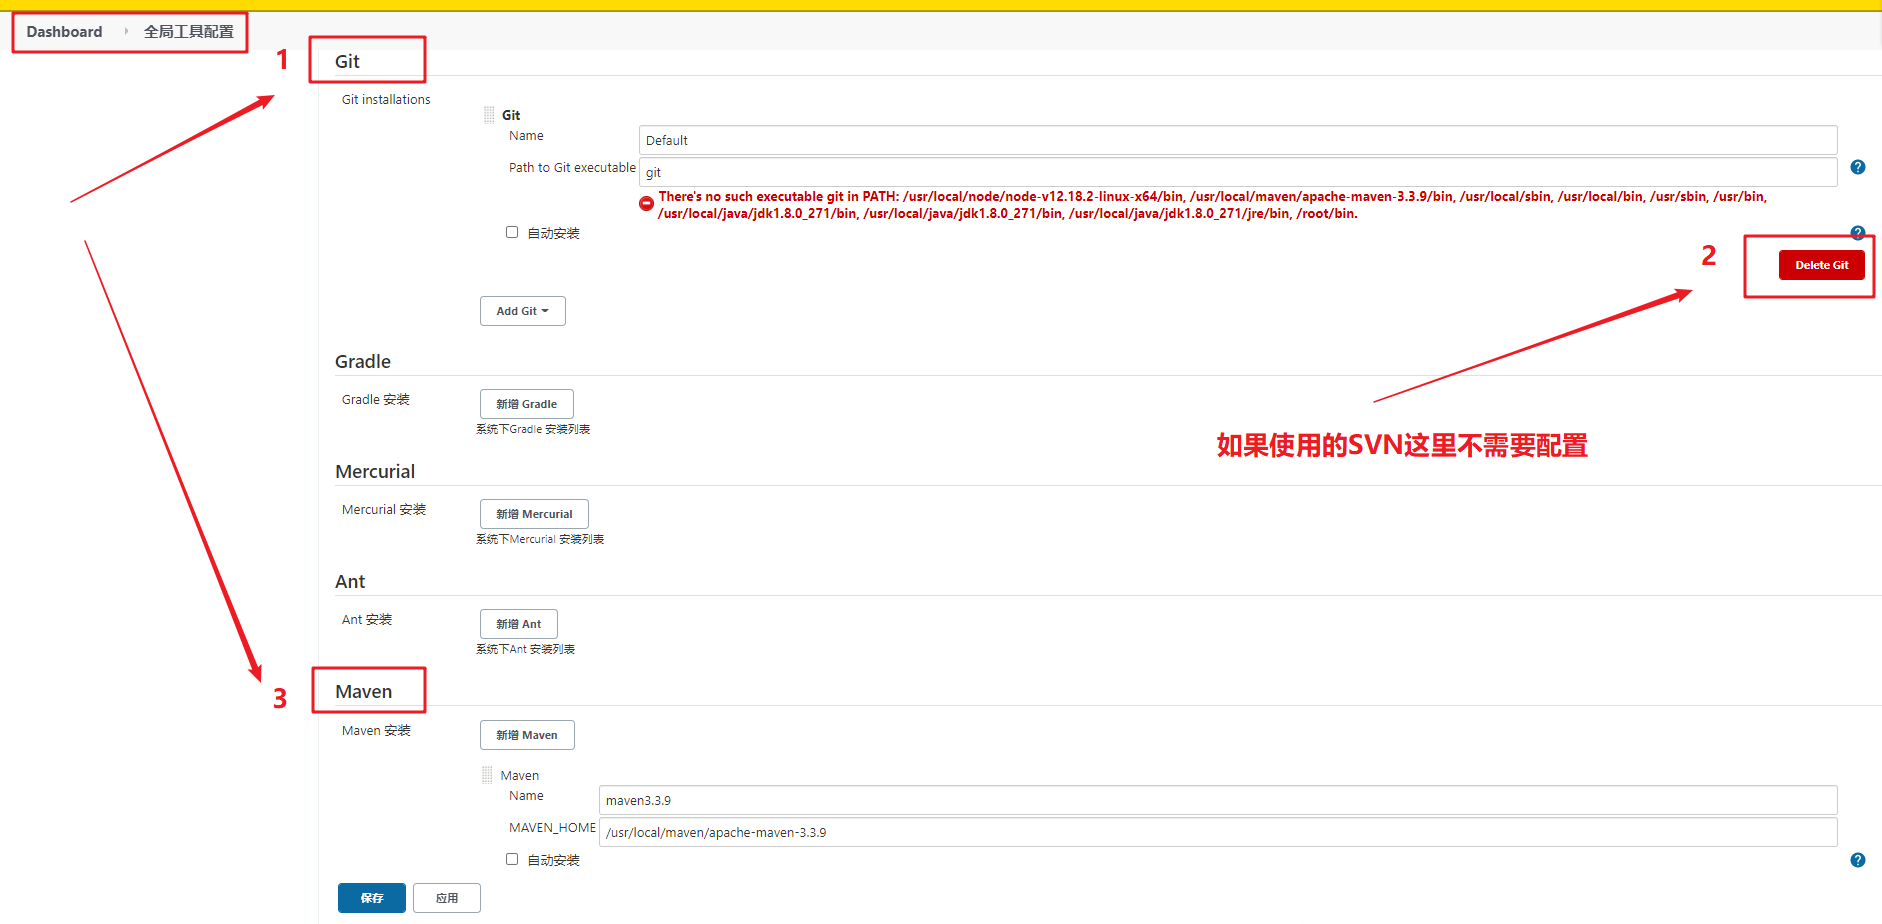 Dashboard 全局工具配置
1 Git
Git installations
Git
Name Default
Path to Git executable git
There's no such executable git in PATH: /usr/local/node/node-v12.18.2-linux-x64/bin, /usr/local/maven/apache-maven-3.3.9/bin, /usr/local/sbin, /usr/local/bin, /usr/sbin, /usr/bin,
/usr/local/java/jdk1.8.0_271/bin, /usr/local/java/jdk1.8.0_271/bin, /usr/local/java/jdk1.8.0_271/jre/bin, /root/bin.
自动安装
2 Delete Git
Add Git
Gradle
Gradle 安装 新增 Gradle
系统下Gradle 安装列表
如果使用的SVN这里不需要配置
Mercurial
Mercurial 安装 新增 Mercurial
系统下Mercurial 安装列表
Ant
Ant 安装 新增 Ant
系统下Ant 安装列表
3 Maven
Maven 安装 新增 Maven
Maven
Name maven3.3.9
MAVEN_HOME /usr/local/maven/apache-maven-3.3.9
自动安装
保存 应用